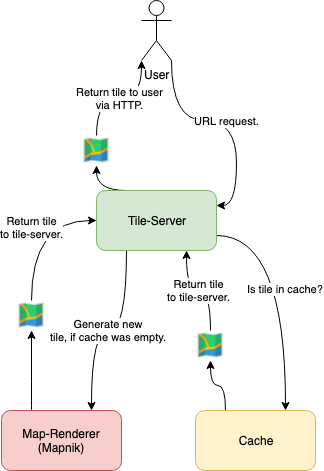 User
Return tile to user
via HTTP.
URL request.
Tile-Server
Return tile
to tile-server.
Return tile
to tile-server.
Is tile in cache?
Generate new
tile, if cache was empty.
Map-Renderer
(Mapnik)
Cache